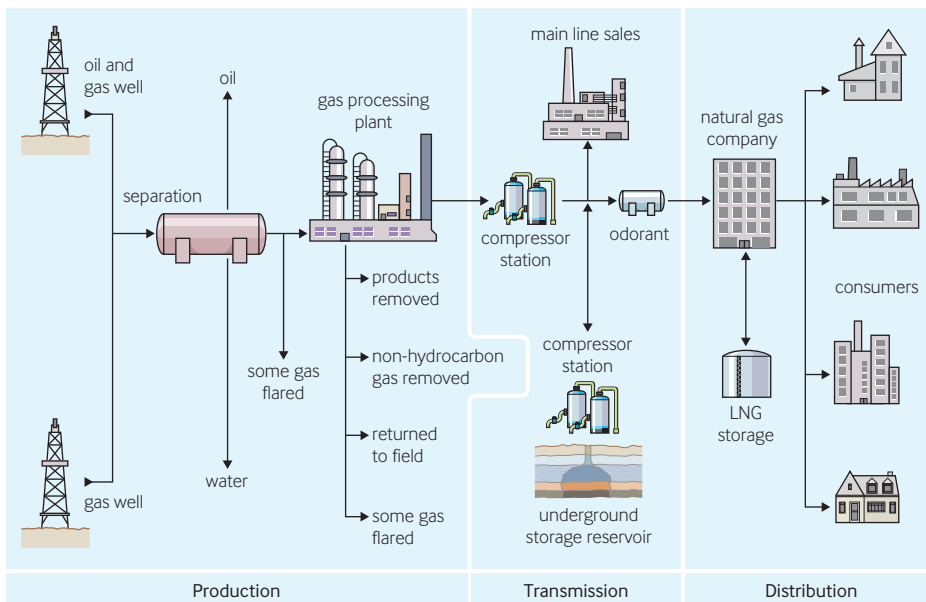 oil and
gas well
oil
gas processing
plant
main line sales
natural gas
company
separation
compressor
station
odorant
products
removed
consumers
non-hydrocarbon
gas removed
compressor
station
some gas
flared
LNG
storage
returned
to field
water
gas well
some gas
flared
underground
storage reservoir
Production
Transmission
Distribution